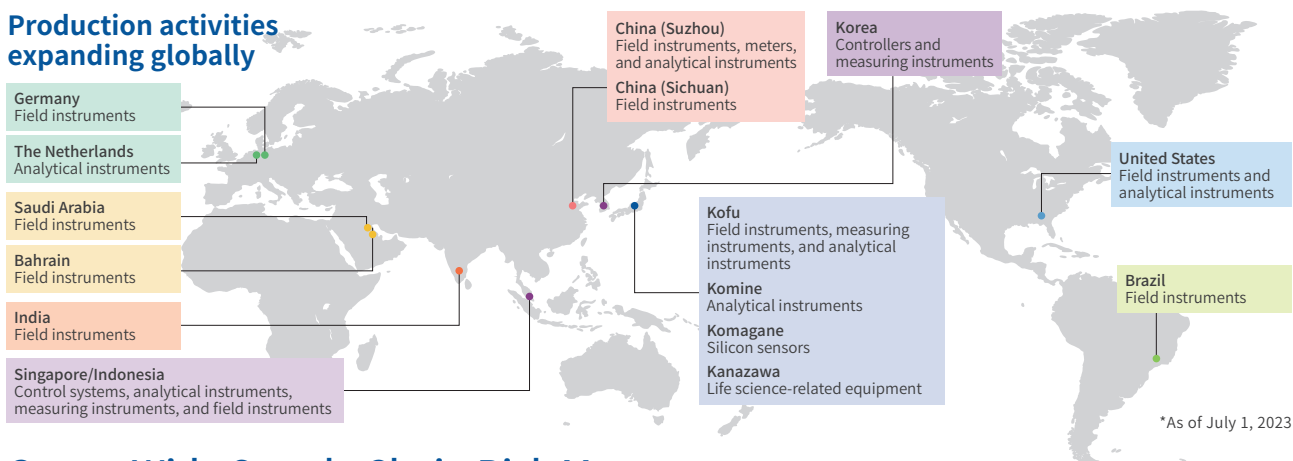 Production activities
expanding globally
Germany
Field instruments
The Netherlands
Analytical instruments
Saudi Arabia
Field instruments
Bahrain
Field instruments
India
Field instruments
Singapore/Indonesia
Control systems, analytical instruments,
measuring instruments, and field instruments
China (Suzhou)
Field instruments, meters,
and analytical instruments
China (Sichuan)
Field instruments
Korea
Controllers and
measuring instruments
Kofu
Field instruments, measuring
instruments, and analytical
instruments
Komine
Analytical instruments
Komagane
Silicon sensors
Kanazawa
Life science-related equipment
United States
Field instruments and
analytical instruments
Brazil
Field instruments
*As of July 1, 2023